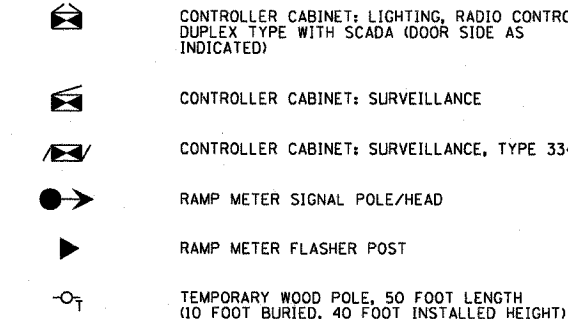 CONTROLLER CABINET: LIGHTING, RADIO
DUPLEX TYPE WITH SCADA (DOOR SIDE AS
INDICATED)
CONTROLLER CABINET: SURVEILLANCE
CONTROLLER CABINET: SURVEILLANCE, TYPE
RAMP METER SIGNAL POLE/HEAD
RAMP METER FLASHER POST
T
TEMPORARY WOOD POLE, 50 FOOT LENGTH
(10 FOOT BURIED, 40 FOOT INSTALLED HEIGHT)